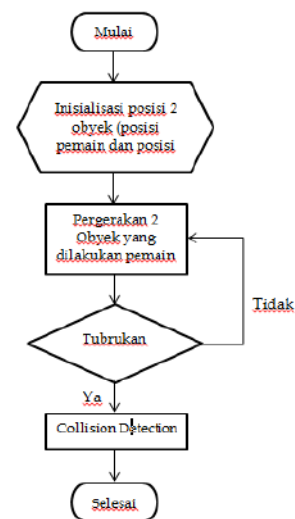 Mulai
Inisialisasi posisi 2
obyek (posisi
pemain dan posisi
Pergerakan 2
Obyek yang
dilakukan pemain
Tidak
Tubrukan
Ya
Collision Detection
Selesai